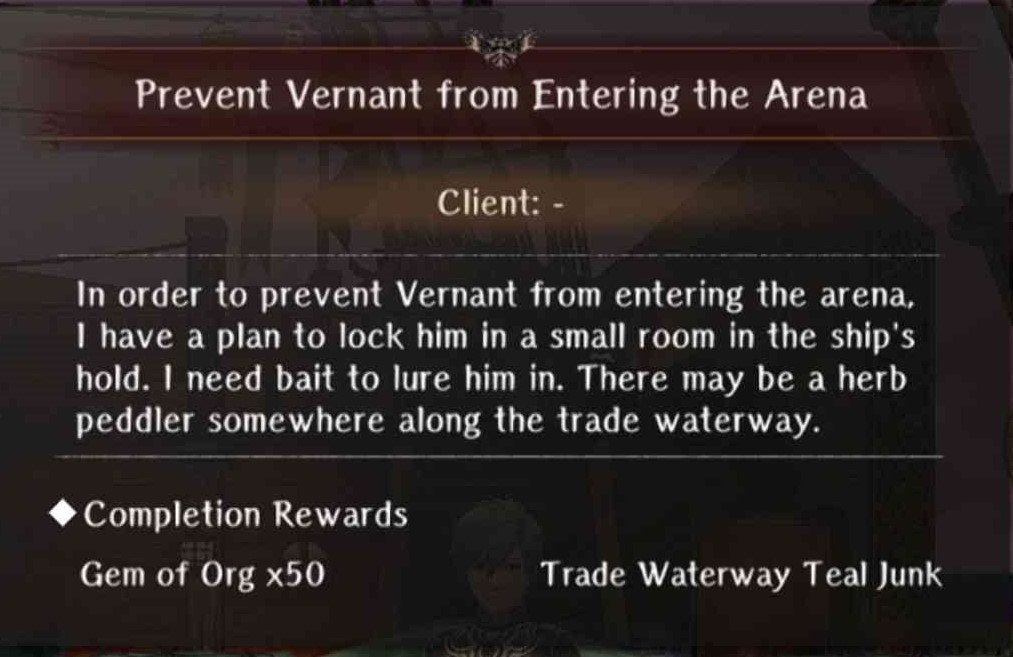 Prevent Vernant from Entering the Arena
Client: -
In order to prevent Vernant from entering the arena,
I have a plan to lock him in a small room in the ship's
hold. I need bait to lure him in. There may be a herb
peddler somewhere along the trade waterway.
◆Completion Rewards
Gem of Org x50 Trade Waterway Teal Junk